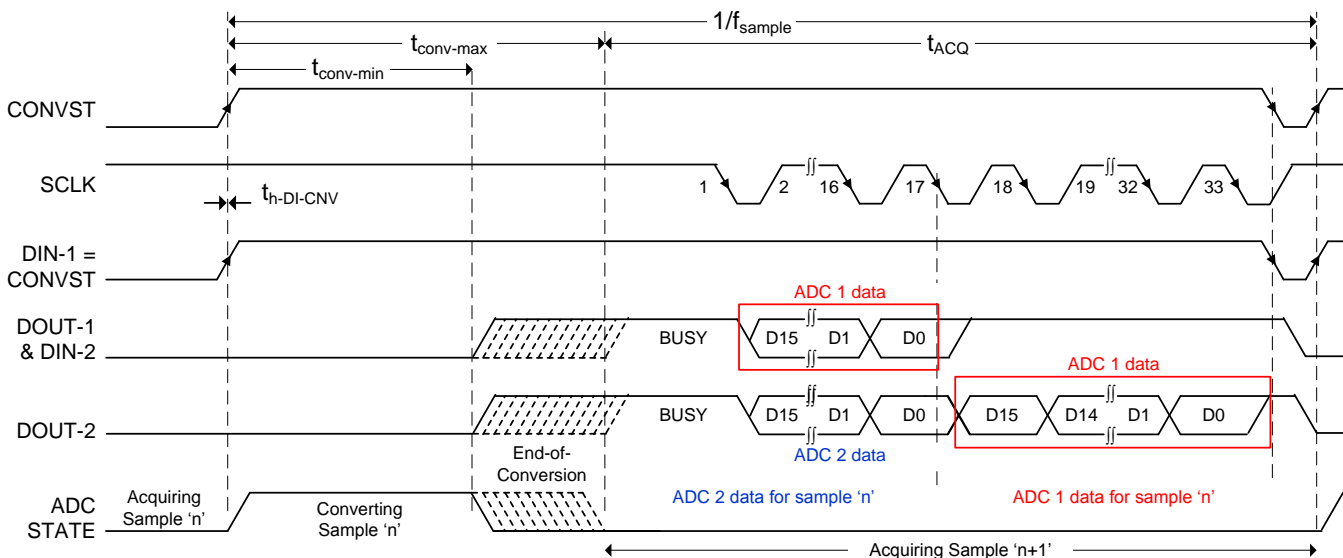 1/fsample
tconv-max
tACQ
tconv-min
CONVST
SCLK
1 2 16 17 18 19 32 33
th-DI-CNV
DIN-1 =
CONVST
ADC 1 data
DOUT-1
& DIN-2
BUSY D15 D1 D0
ADC 1 data
DOUT-2
BUSY D15 D1 D0 D15 D14 D1 D0
End-of-
Conversion
ADC 2 data
ADC
STATE
Acquiring
Sample ‘n’
Converting
Sample ‘n’
ADC 2 data for sample ‘n’
ADC 1 data for sample ‘n’
Acquiring Sample ‘n+1’